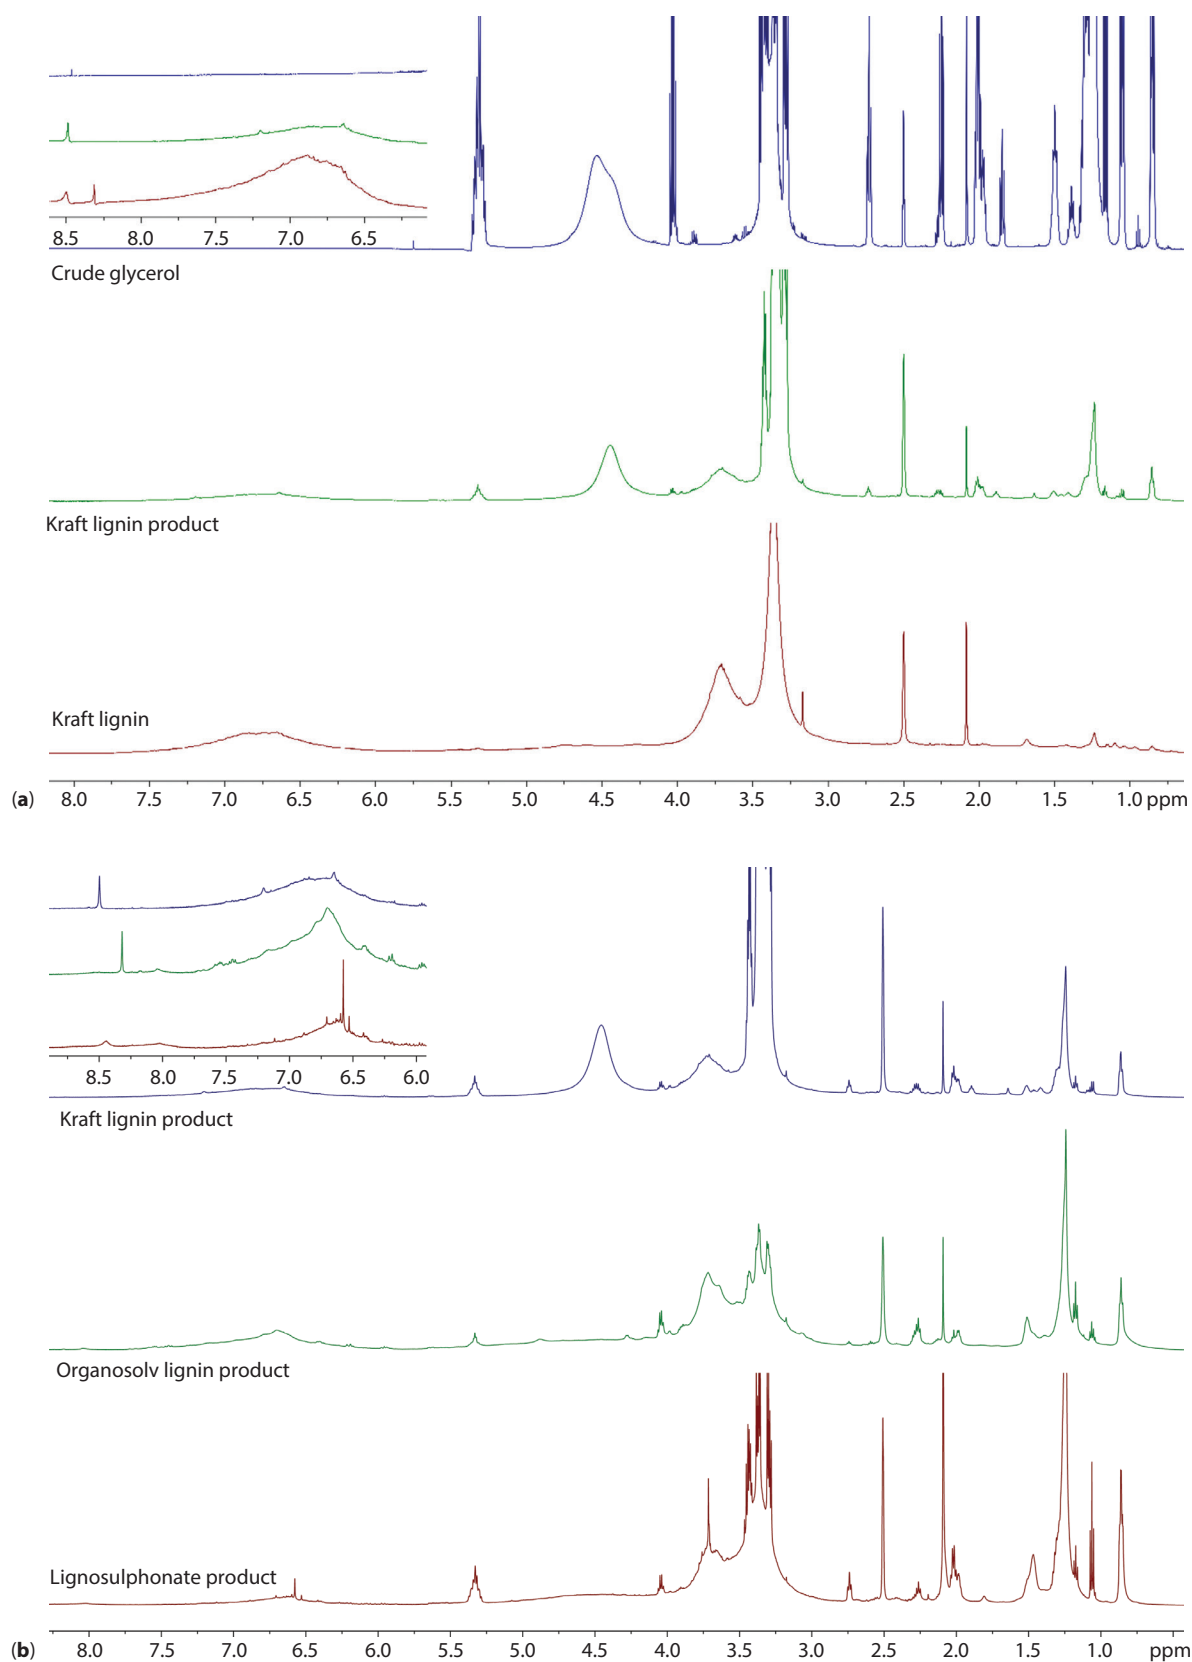 8.5 8.0 7.5 7.0 6.5
Crude glycerol
Kraft lignin product
Kraft lignin
(a) 8.0 7.5 7.0 6.5 6.0 5.5 5.0 4.5 4.0 3.5 3.0 2.5 2.0 1.5 1.0 ppm
8.5 8.0 7.5 7.0 6.5 6.0
Kraft lignin product
Organosolv lignin product
Lignosulphonate product
(b) 8.0 7.5 7.0 6.5 6.0 5.5 5.0 4.5 4.0 3.5 3.0 2.5 2.0 1.5 1.0 ppm